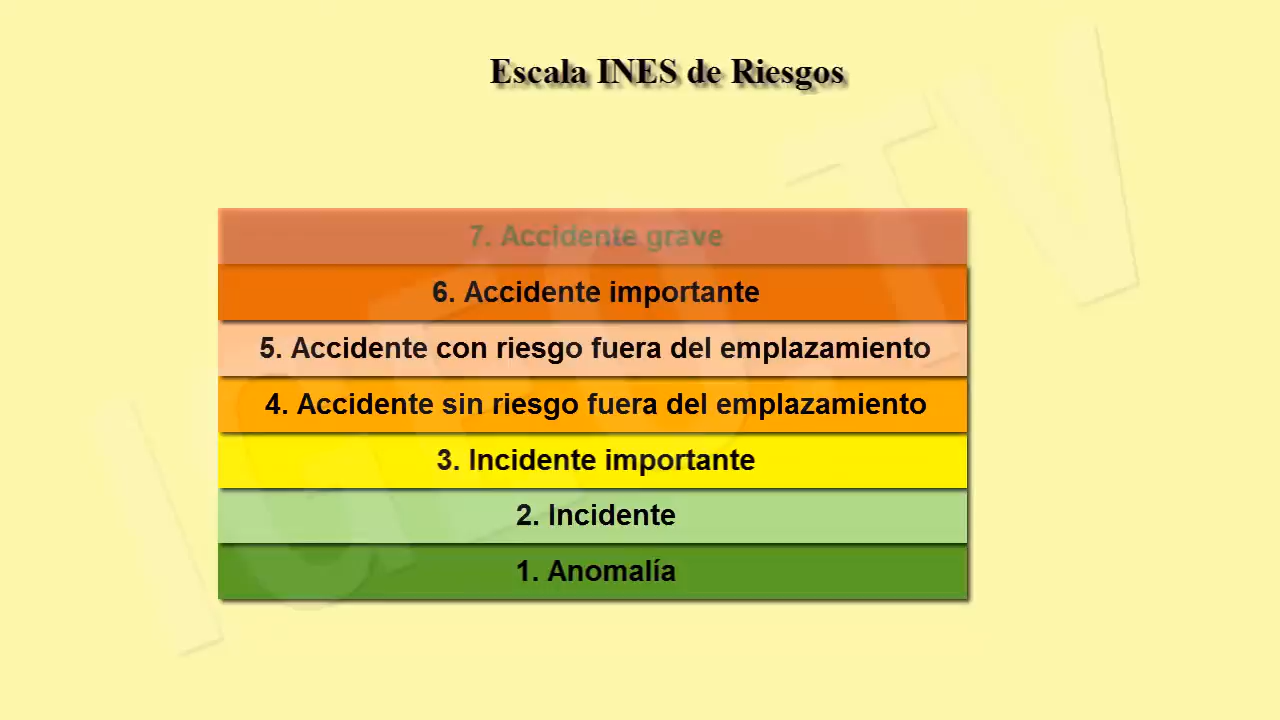 Escala INES de Riesgos
7. Accidente grave
6. Accidente importante
5. Accidente con riesgo fuera del emplazamiento
4. Accidente sin riesgo fuera del emplazamiento
3. Incidente importante
2. Incidente
1. Anomalía